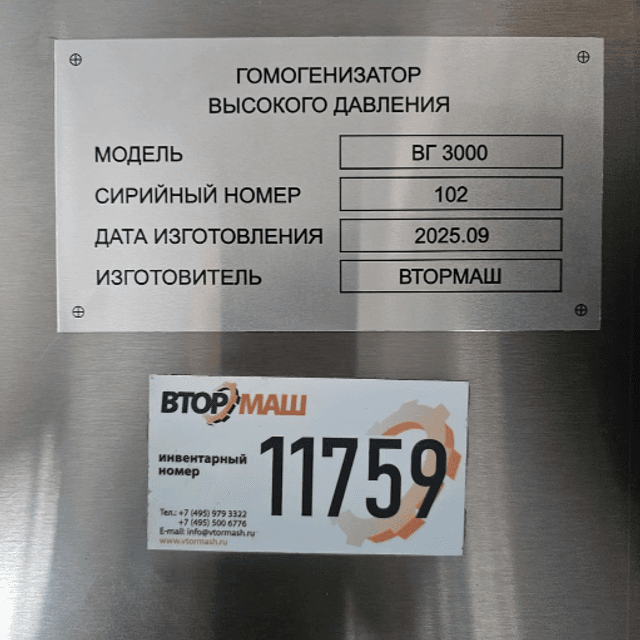 ГОМОГЕНИЗАТОР
ВЫСОКОГО ДАВЛЕНИЯ
МОДЕЛЬ ВГ 3000
СИРИЙНЫЙ НОМЕР 102
ДАТА ИЗГОТОВЛЕНИЯ 2025.09
ИЗГОТОВИТЕЛЬ ВТОРМАШ
ВТОРМАШ
инвентарный
номер
11759
Тел.: +7 (495) 979 3322
+7 (495) 500 6776
E-mail: info@vtormash.ru
www.vtormash.ru